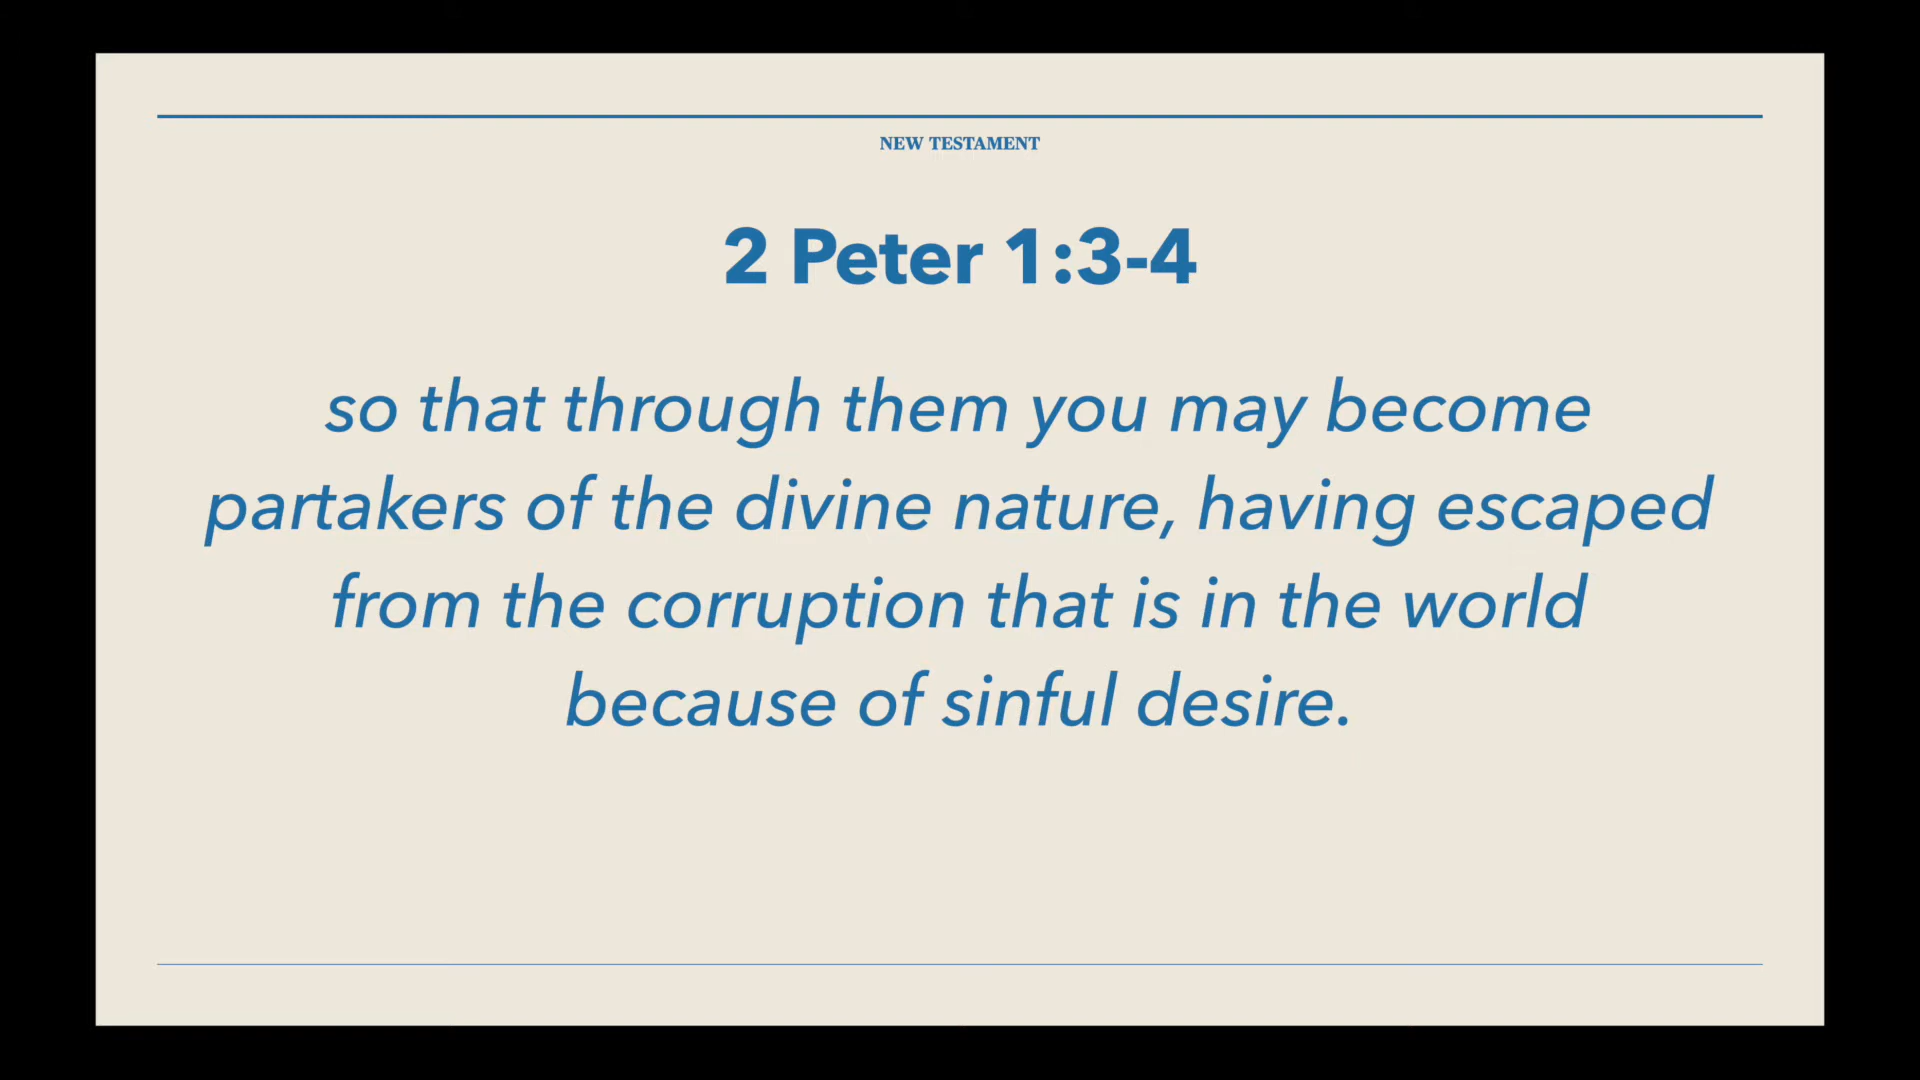 NEW TESTAMENT
2 Peter 1:3-4
so that through them you may become
partakers of the divine nature, having escaped
from the corruption that is in the world
because of sinful desire.